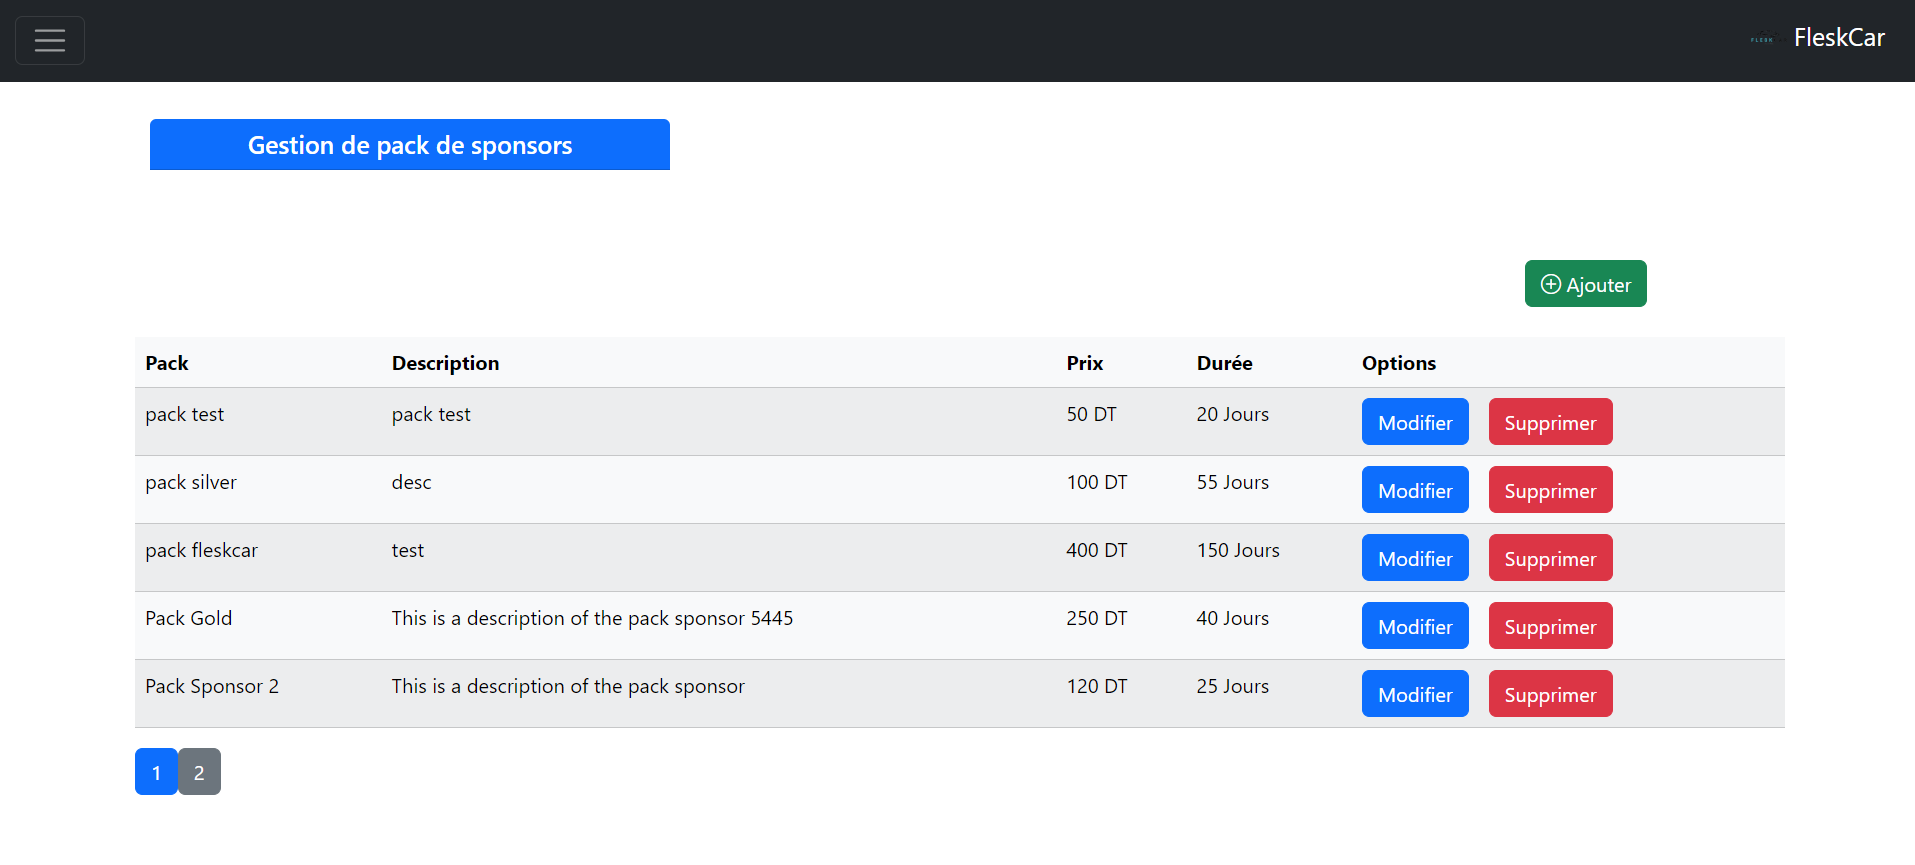 FLESK FleskCar
Gestion de pack de sponsors
Ajouter
Pack Description Prix Durée Options
pack test pack test 50 DT 20 Jours Modifier Supprimer
pack silver desc 100 DT 55 Jours Modifier Supprimer
pack fleskcar test 400 DT 150 Jours Modifier Supprimer
Pack Gold This is a description of the pack sponsor 5445 250 DT 40 Jours Modifier Supprimer
Pack Sponsor 2 This is a description of the pack sponsor 120 DT 25 Jours Modifier Supprimer
1 2